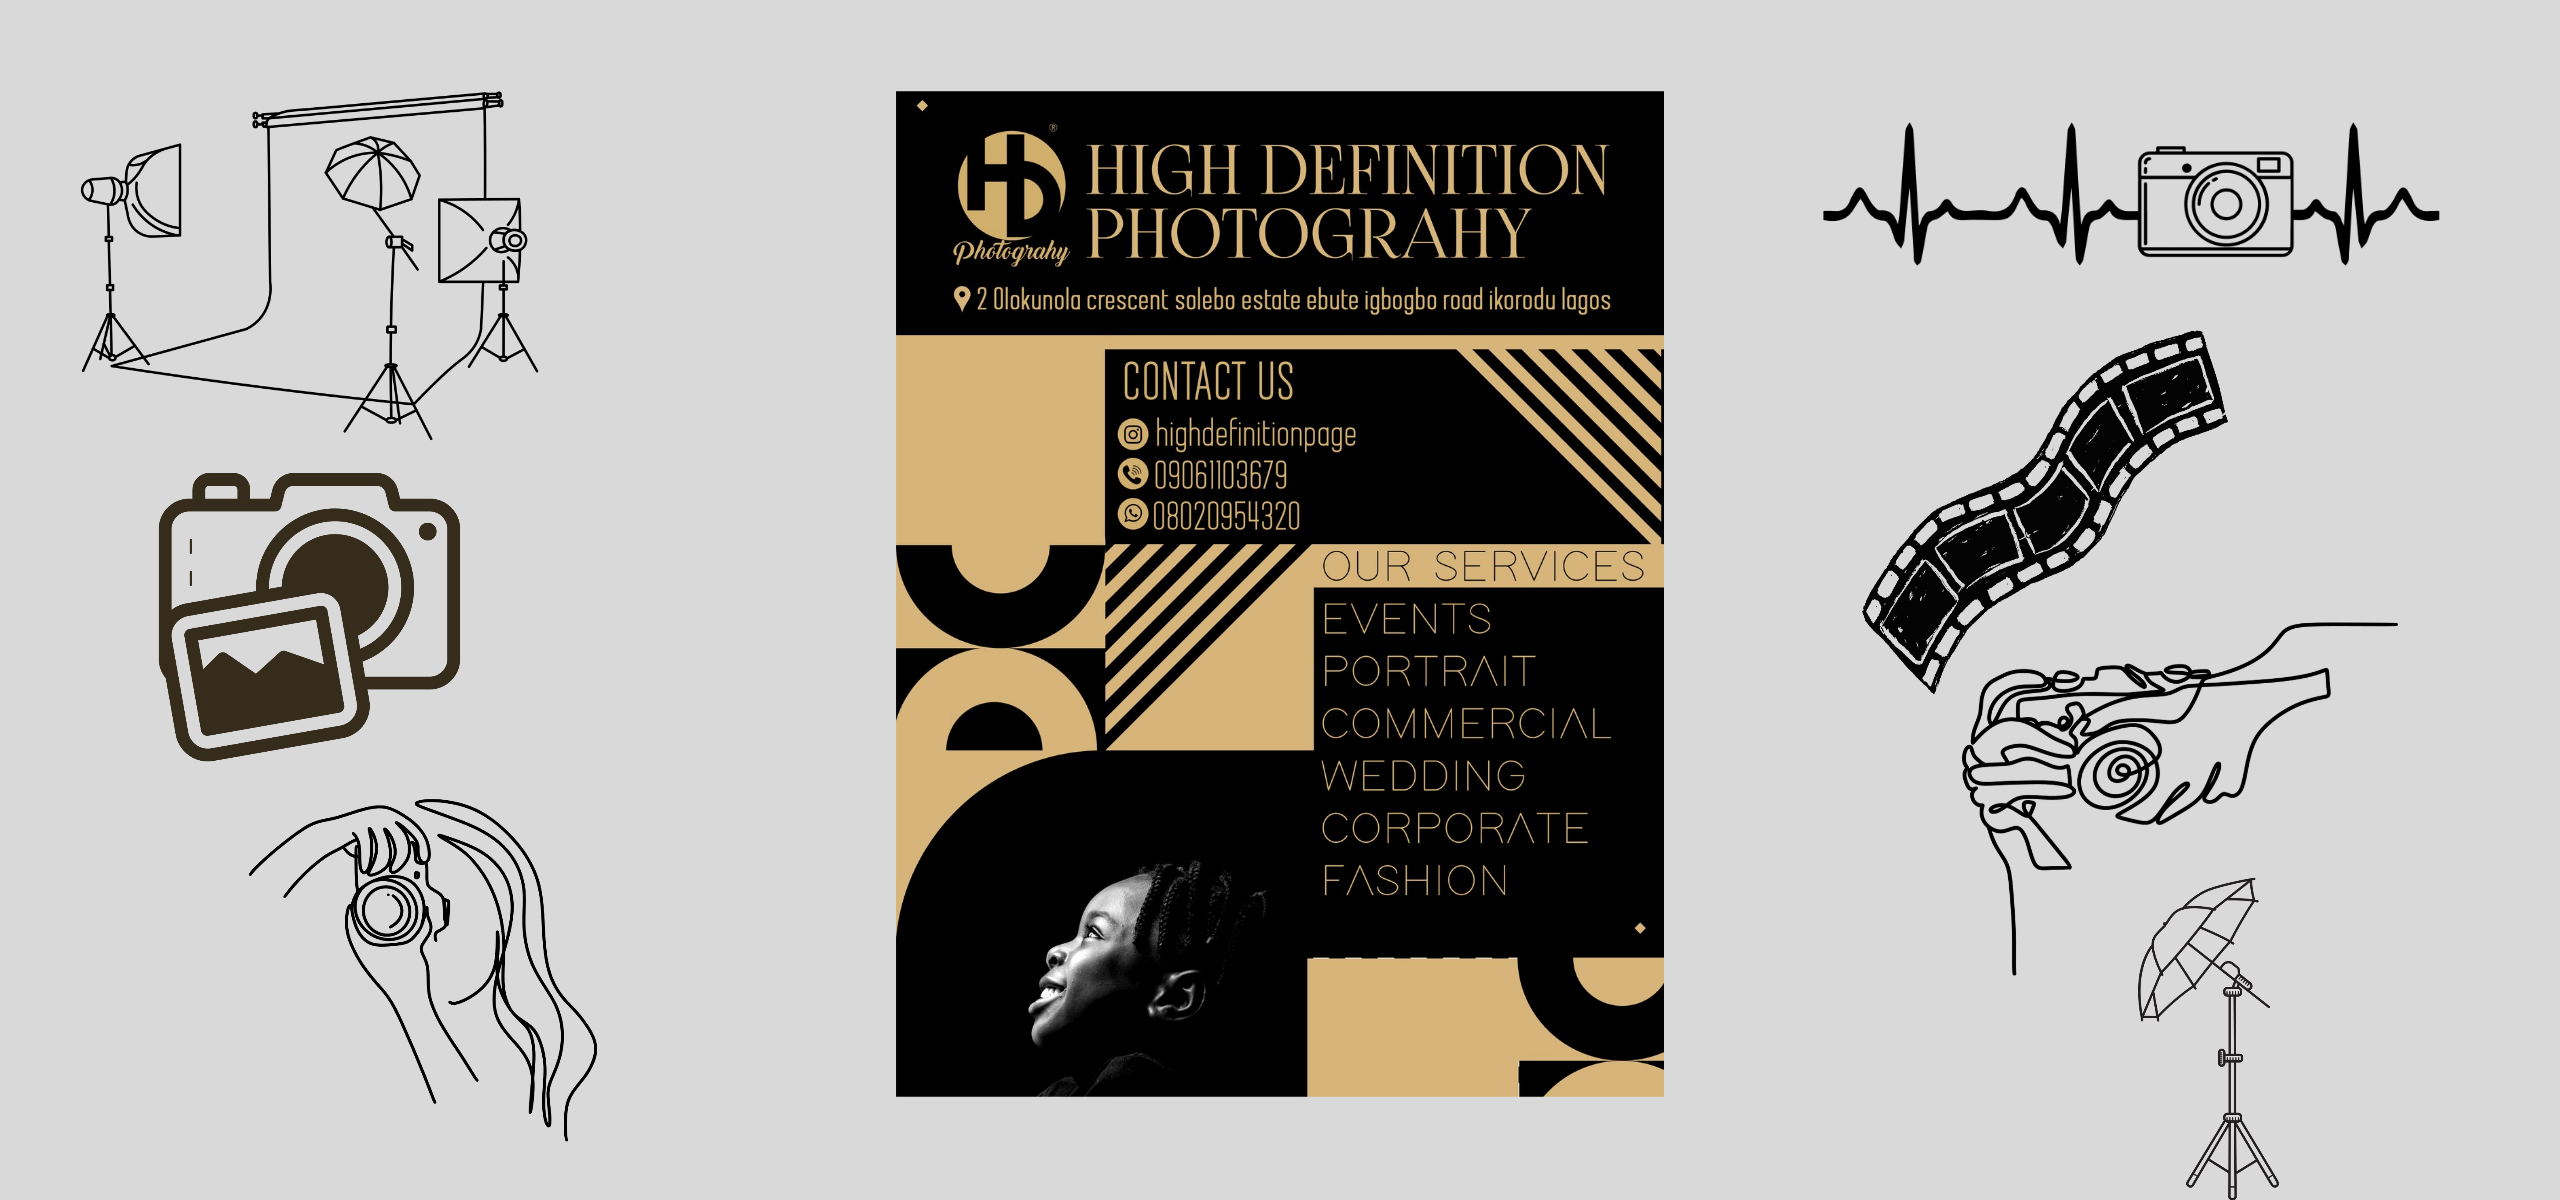 HIGH DEFINITION
PHOTOGRAHY
HD
®
Photograhy
2 Olokunola crescent solebo estate ebute igbogbo road ikorodu lagos
CONTACT US
highdefinitionpage
09061103679
08020954320
OUR SERVICES
EVENTS
PORTRAIT
COMMERCIAL
WEDDING
CORPORATE
FASHION